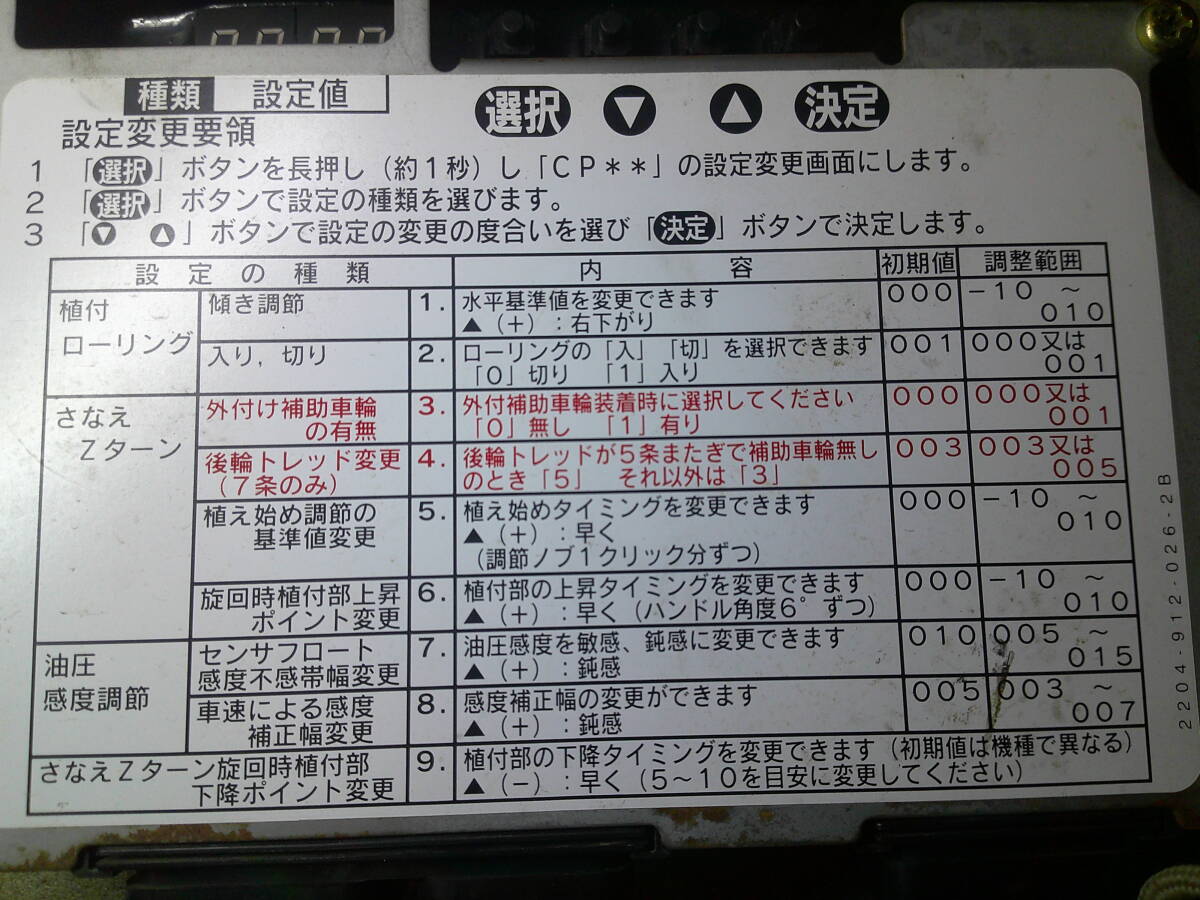 種類 設定値
選択 ▼ ▲ 決定
設定変更要領
1 「選択」ボタンを長押し（約1秒）し「CP＊＊」の設定変更画面にします。
2 「選択」ボタンで設定の種類を選びます。
3 「▼ ▲」ボタンで設定の変更の度合いを選び「決定」ボタンで決定します。
設定の種類 内容 初期値 調整範囲
植付
ローリング
傾き調節 1. 水平基準値を変更できます 000 －10 ～
▲（＋）：右下がり 010
入り，切り 2. ローリングの「入」「切」を選択できます 001 000又は
「0」切り 「1」入り 001
さなえ
Zターン
外付け補助車輪 3. 外付補助車輪装着時に選択してください 000 000又は
の有無 「0」無し 「1」有り 001
後輪トレッド変更 4. 後輪トレッドが5条またぎで補助車輪無し 003 003又は
（7条のみ） のとき「5」 それ以外は「3」 005
植え始め調節の 5. 植え始めタイミングを変更できます 000 －10 ～
基準値変更 ▲（＋）：早く 010
（調節ノブ1クリック分ずつ）
旋回時植付部上昇 6. 植付部の上昇タイミングを変更できます 000 －10 ～
ポイント変更 ▲（＋）：早く（ハンドル角度6°ずつ） 010
油圧
感度調節
センサフロート 7. 油圧感度を敏感、鈍感に変更できます 010 005 ～
感度不感帯幅変更 ▲（＋）：鈍感 015
車速による感度 8. 感度補正幅の変更ができます 005 003 ～
補正幅変更 ▲（＋）：鈍感 007
さなえZターン旋回時植付部 9. 植付部の下降タイミングを変更できます（初期値は機種で異なる）
下降ポイント変更 ▲（－）：早く（5～10を目安に変更してください）
2204-912-026-2B